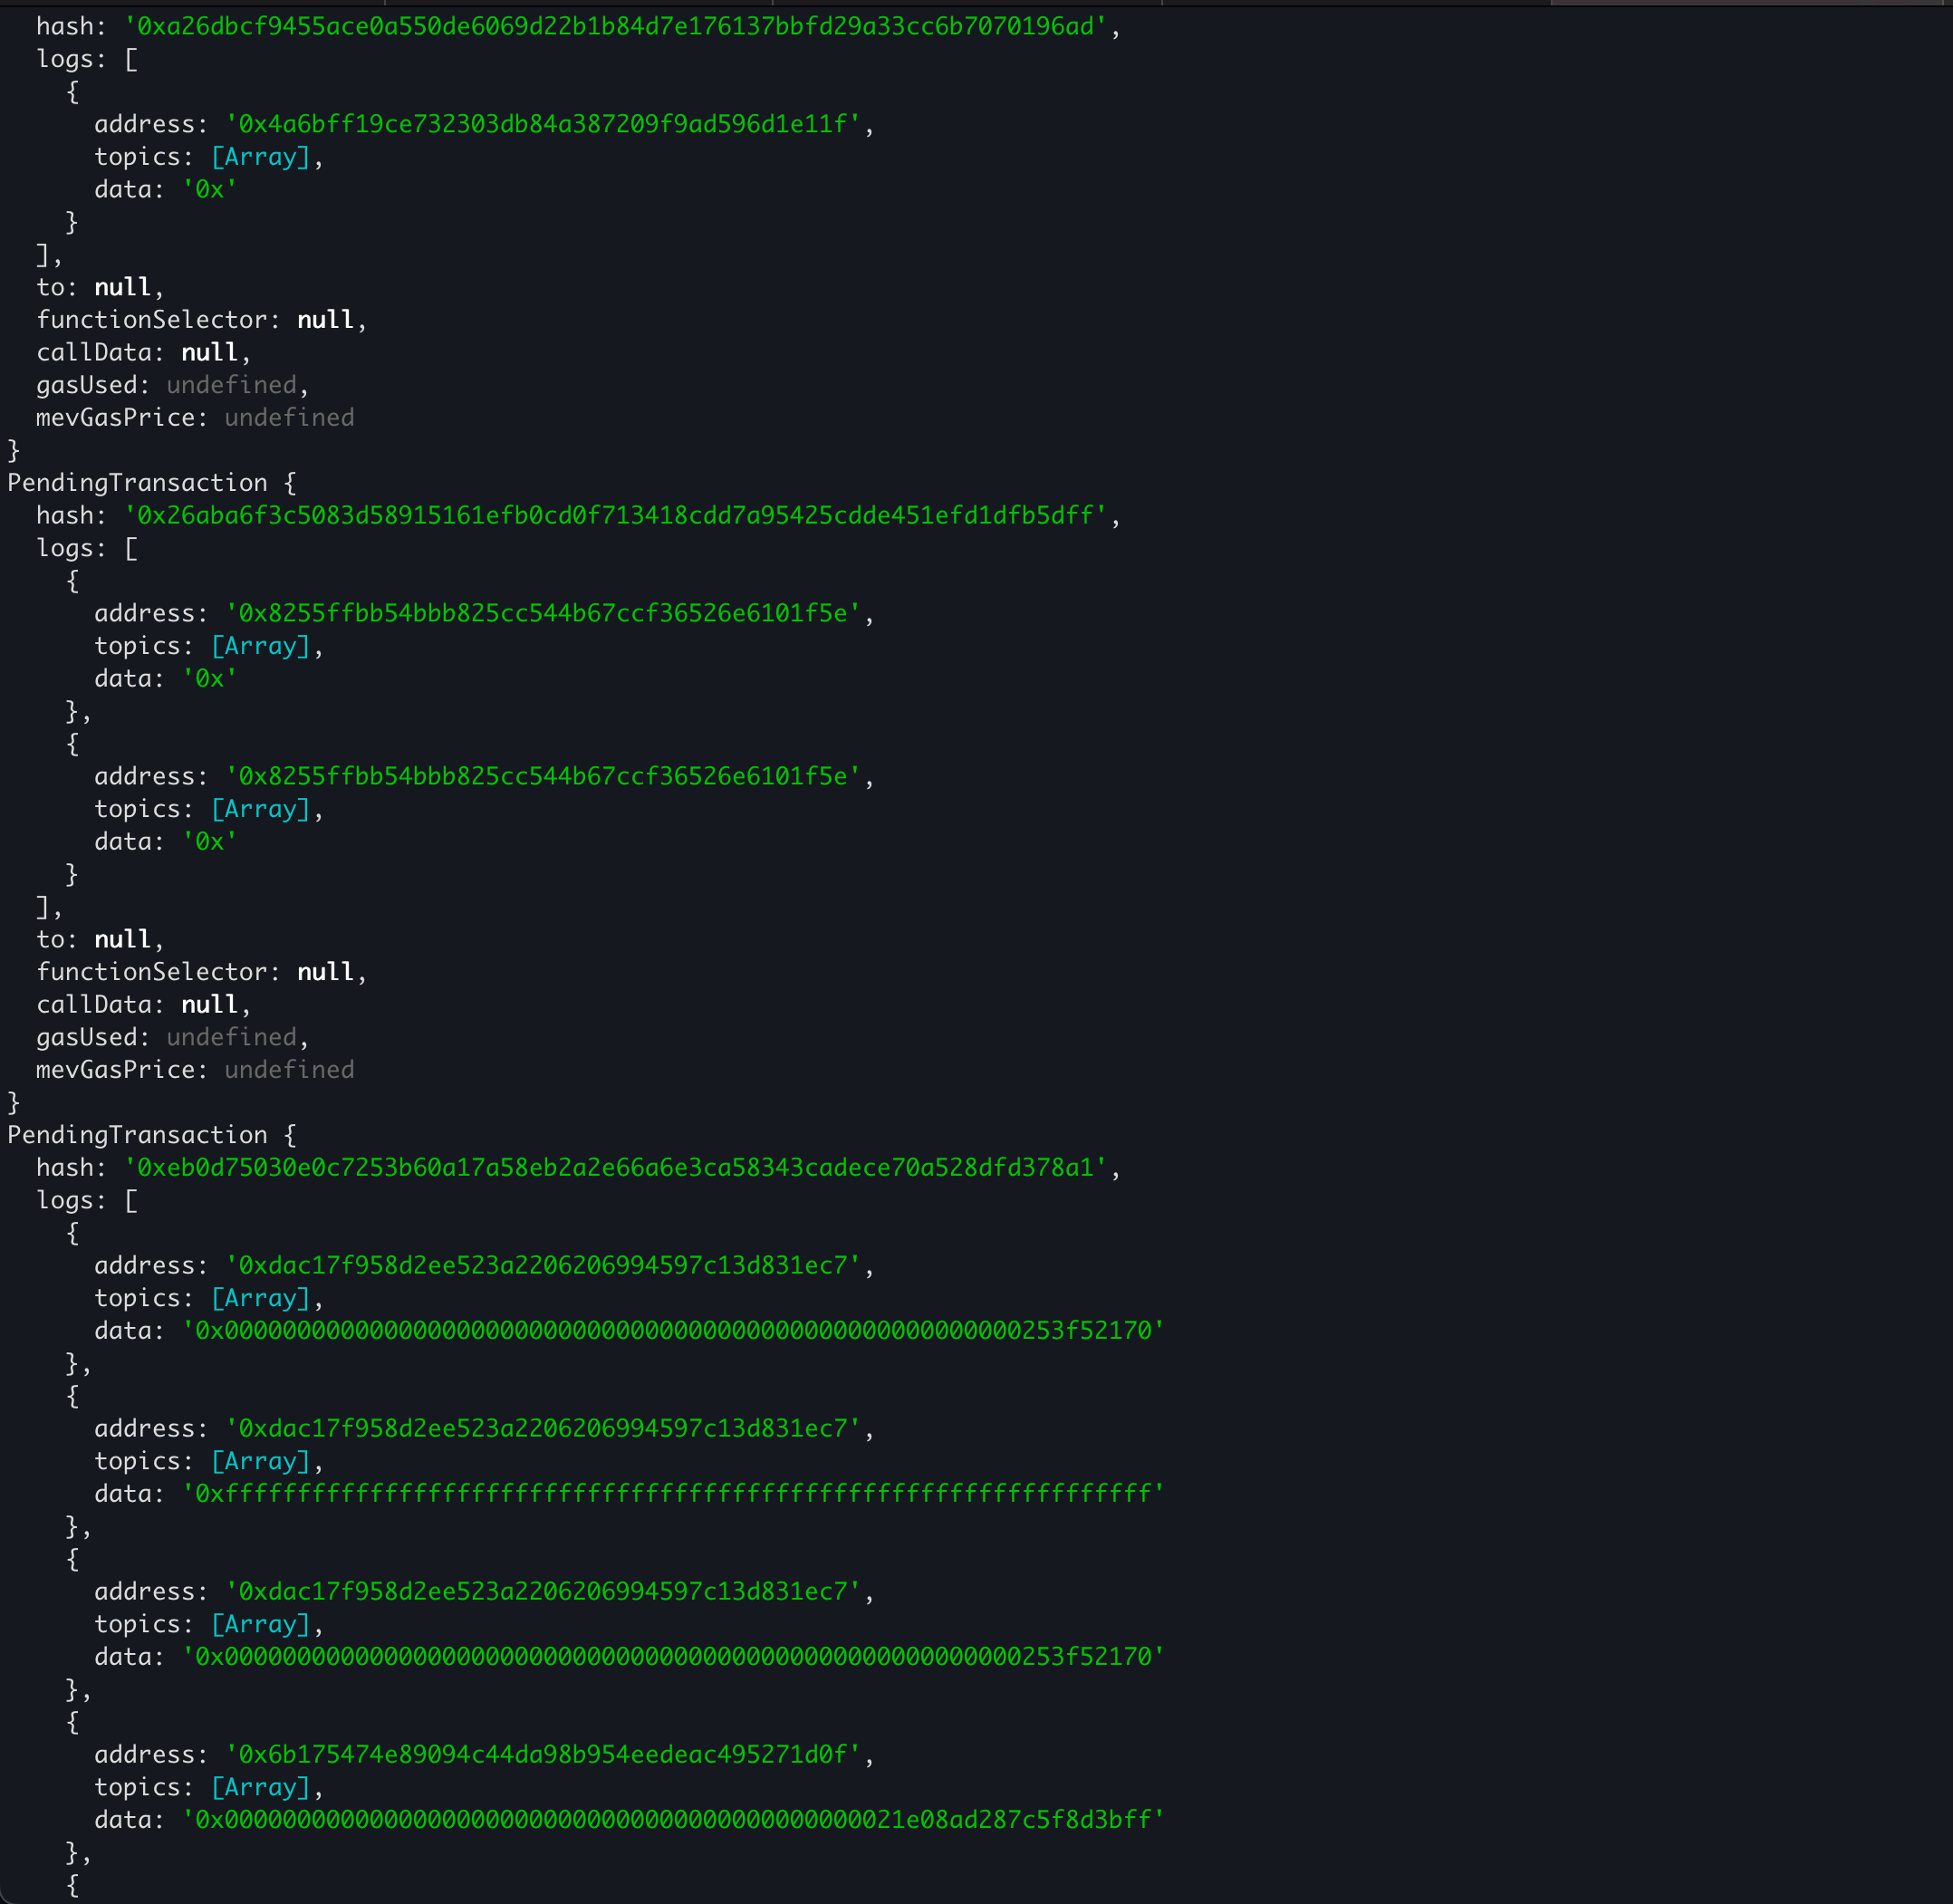 hash: '0xa26dbcf9455ace0a550de6069d22b1b84d7e176137bbfd29a33cc6b7070196ad',
logs: [
{
address: '0x4a6bff19ce732303db84a387209f9ad596d1e11f',
topics: [Array],
data: '0x'
}
],
to: null,
functionSelector: null,
callData: null,
gasUsed: undefined,
mevGasPrice: undefined
}
PendingTransaction {
hash: '0x26aba6f3c5083d58915161efb0cd0f713418cdd7a95425cdde451efd1dfb5dff',
logs: [
{
address: '0x8255ffbb54bbb825cc544b67ccf36526e6101f5e',
topics: [Array],
data: '0x'
},
{
address: '0x8255ffbb54bbb825cc544b67ccf36526e6101f5e',
topics: [Array],
data: '0x'
}
],
to: null,
functionSelector: null,
callData: null,
gasUsed: undefined,
mevGasPrice: undefined
}
PendingTransaction {
hash: '0xeb0d75030e0c7253b60a17a58eb2a2e66a6e3ca58343cadece70a528dfd378a1',
logs: [
{
address: '0xdac17f958d2ee523a2206206994597c13d831ec7',
topics: [Array],
data: '0x0000000000000000000000000000000000000000000000000000000253f52170'
},
{
address: '0xdac17f958d2ee523a2206206994597c13d831ec7',
topics: [Array],
data: '0xffffffffffffffffffffffffffffffffffffffffffffffffffffffffffffffff'
},
{
address: '0xdac17f958d2ee523a2206206994597c13d831ec7',
topics: [Array],
data: '0x0000000000000000000000000000000000000000000000000000000253f52170'
},
{
address: '0x6b175474e89094c44da98b954eedeac495271d0f',
topics: [Array],
data: '0x00000000000000000000000000000000000000000000021e08ad287c5f8d3bff'
},
{